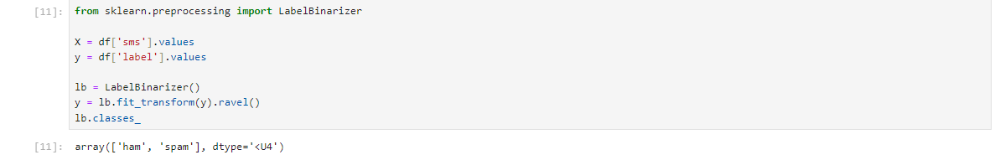 [11]: from sklearn.preprocessing import LabelBinarizer
X = df['sms'].values
y = df['label'].values
lb = LabelBinarizer()
y = lb.fit_transform(y).ravel()
lb.classes_
[11]: array(['ham', 'spam'], dtype='<U4')